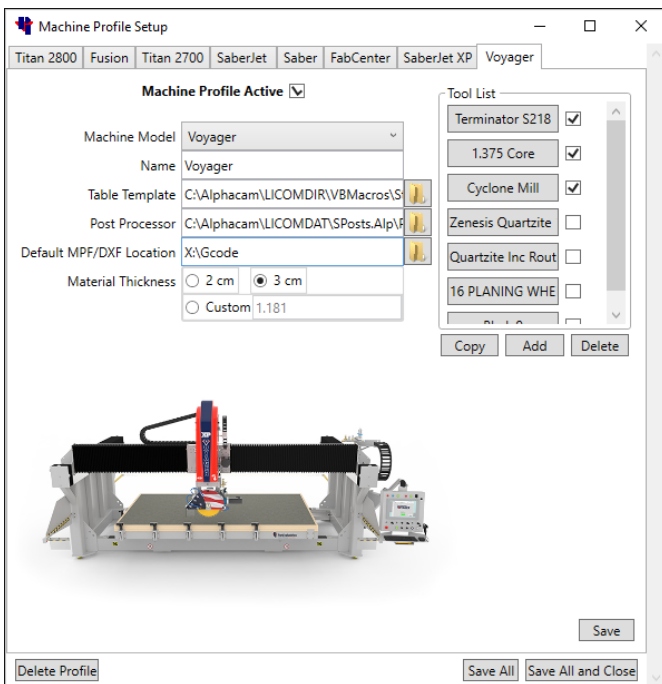 Machine Profile Setup
Titan 2800 Fusion Titan 2700 SaberJet Saber FabCenter SaberJet XP Voyager
Machine Profile Active
Machine Model Voyager
Name Voyager
Table Template C:\Alphacam\LICOMDIR\VBMacros\S
Post Processor C:\Alphacam\LICOMDAT\SPosts.Alp\
Default MPF/DXF Location X:\Gcode
Material Thickness 2 cm 3 cm
Custom 1.181
Tool List
Terminator S218
1.375 Core
Cyclone Mill
Zenesis Quartzite
Quartzite Inc Rout
16 PLANING WHE
Copy Add Delete
XP
Save
Delete Profile Save All Save All and Close